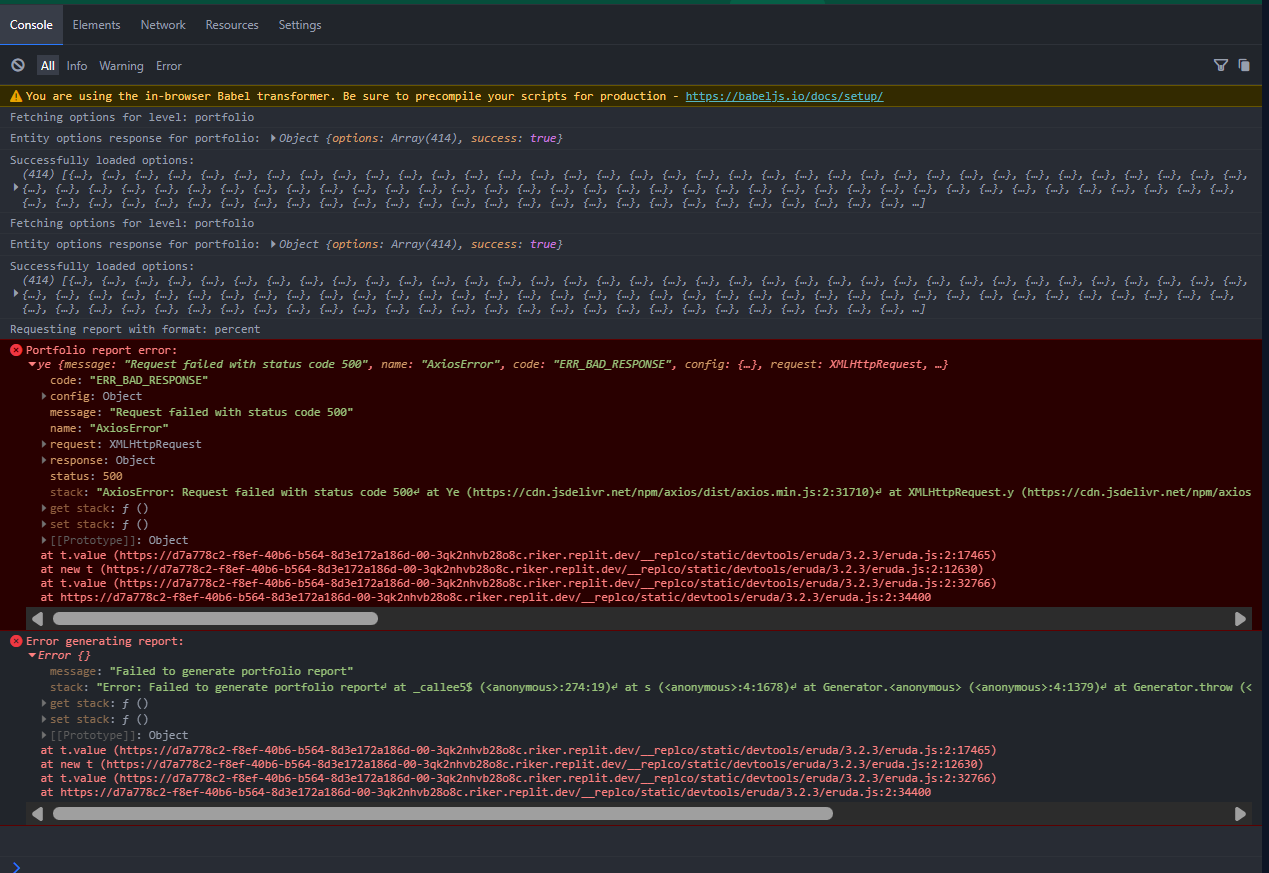 Console Elements Network Resources Settings
All Info Warning Error
You are using the in-browser Babel transformer. Be sure to precompile your scripts for production - https://babeljs.io/docs/setup/
Fetching options for level: portfolio
Entity options response for portfolio: ▶Object {options: Array(414), success: true}
Successfully loaded options:
(414) [{…}, {…}, {…}, {…}, {…}, {…}, {…}, {…}, {…}, {…}, {…}, {…}, {…}, {…}, {…}, {…}, {…}, {…}, {…}, {…}, {…}, {…}, {…}, {…}, {…}, {…}, {…}, {…}, {…}, {…}, {…}, {…}, {…}, {…}, {…}, {…},
▶{…}, {…}, {…}, {…}, {…}, {…}, {…}, {…}, {…}, {…}, {…}, {…}, {…}, {…}, {…}, {…}, {…}, {…}, {…}, {…}, {…}, {…}, {…}, {…}, {…}, {…}, {…}, {…}, {…}, {…}, {…}, {…}, {…}, {…}, {…}, {…}, {…},
{…}, {…}, {…}, {…}, {…}, {…}, {…}, {…}, {…}, {…}, {…}, {…}, {…}, {…}, {…}, {…}, {…}, {…}, {…}, {…}, {…}, {…}, {…}, {…}, {…}, {…}, {…}, …]
Fetching options for level: portfolio
Entity options response for portfolio: ▶Object {options: Array(414), success: true}
Successfully loaded options:
(414) [{…}, {…}, {…}, {…}, {…}, {…}, {…}, {…}, {…}, {…}, {…}, {…}, {…}, {…}, {…}, {…}, {…}, {…}, {…}, {…}, {…}, {…}, {…}, {…}, {…}, {…}, {…}, {…}, {…}, {…}, {…}, {…}, {…}, {…}, {…}, {…},
▶{…}, {…}, {…}, {…}, {…}, {…}, {…}, {…}, {…}, {…}, {…}, {…}, {…}, {…}, {…}, {…}, {…}, {…}, {…}, {…}, {…}, {…}, {…}, {…}, {…}, {…}, {…}, {…}, {…}, {…}, {…}, {…}, {…}, {…}, {…}, {…}, {…},
{…}, {…}, {…}, {…}, {…}, {…}, {…}, {…}, {…}, {…}, {…}, {…}, {…}, {…}, {…}, {…}, {…}, {…}, {…}, {…}, {…}, {…}, {…}, {…}, {…}, {…}, {…}, …]
Requesting report with format: percent
Portfolio report error:
▼ye {message: "Request failed with status code 500", name: "AxiosError", code: "ERR_BAD_RESPONSE", config: {…}, request: XMLHttpRequest, …}
code: "ERR_BAD_RESPONSE"
▶config: Object
message: "Request failed with status code 500"
name: "AxiosError"
▶request: XMLHttpRequest
▶response: Object
status: 500
stack: "AxiosError: Request failed with status code 500↲ at Ye (https://cdn.jsdelivr.net/npm/axios/dist/axios.min.js:2:31710)↲ at XMLHttpRequest.y (https://cdn.jsdelivr.net/npm/axios
▶get stack: ƒ ()
▶set stack: ƒ ()
▶[[Prototype]]: Object
at t.value (https://d7a778c2-f8ef-40b6-b564-8d3e172a186d-00-3qk2nhvb28o8c.riker.replit.dev/__replco/static/devtools/eruda/3.2.3/eruda.js:2:17465)
at new t (https://d7a778c2-f8ef-40b6-b564-8d3e172a186d-00-3qk2nhvb28o8c.riker.replit.dev/__replco/static/devtools/eruda/3.2.3/eruda.js:2:12630)
at t.value (https://d7a778c2-f8ef-40b6-b564-8d3e172a186d-00-3qk2nhvb28o8c.riker.replit.dev/__replco/static/devtools/eruda/3.2.3/eruda.js:2:32766)
at https://d7a778c2-f8ef-40b6-b564-8d3e172a186d-00-3qk2nhvb28o8c.riker.replit.dev/__replco/static/devtools/eruda/3.2.3/eruda.js:2:34400
Error generating report:
▼Error {}
message: "Failed to generate portfolio report"
stack: "Error: Failed to generate portfolio report↲ at _callee5$ (<anonymous>:274:19)↲ at s (<anonymous>:4:1678)↲ at Generator.<anonymous> (<anonymous>:4:1379)↲ at Generator.throw (<
▶get stack: ƒ ()
▶set stack: ƒ ()
▶[[Prototype]]: Object
at t.value (https://d7a778c2-f8ef-40b6-b564-8d3e172a186d-00-3qk2nhvb28o8c.riker.replit.dev/__replco/static/devtools/eruda/3.2.3/eruda.js:2:17465)
at new t (https://d7a778c2-f8ef-40b6-b564-8d3e172a186d-00-3qk2nhvb28o8c.riker.replit.dev/__replco/static/devtools/eruda/3.2.3/eruda.js:2:12630)
at t.value (https://d7a778c2-f8ef-40b6-b564-8d3e172a186d-00-3qk2nhvb28o8c.riker.replit.dev/__replco/static/devtools/eruda/3.2.3/eruda.js:2:32766)
at https://d7a778c2-f8ef-40b6-b564-8d3e172a186d-00-3qk2nhvb28o8c.riker.replit.dev/__replco/static/devtools/eruda/3.2.3/eruda.js:2:34400